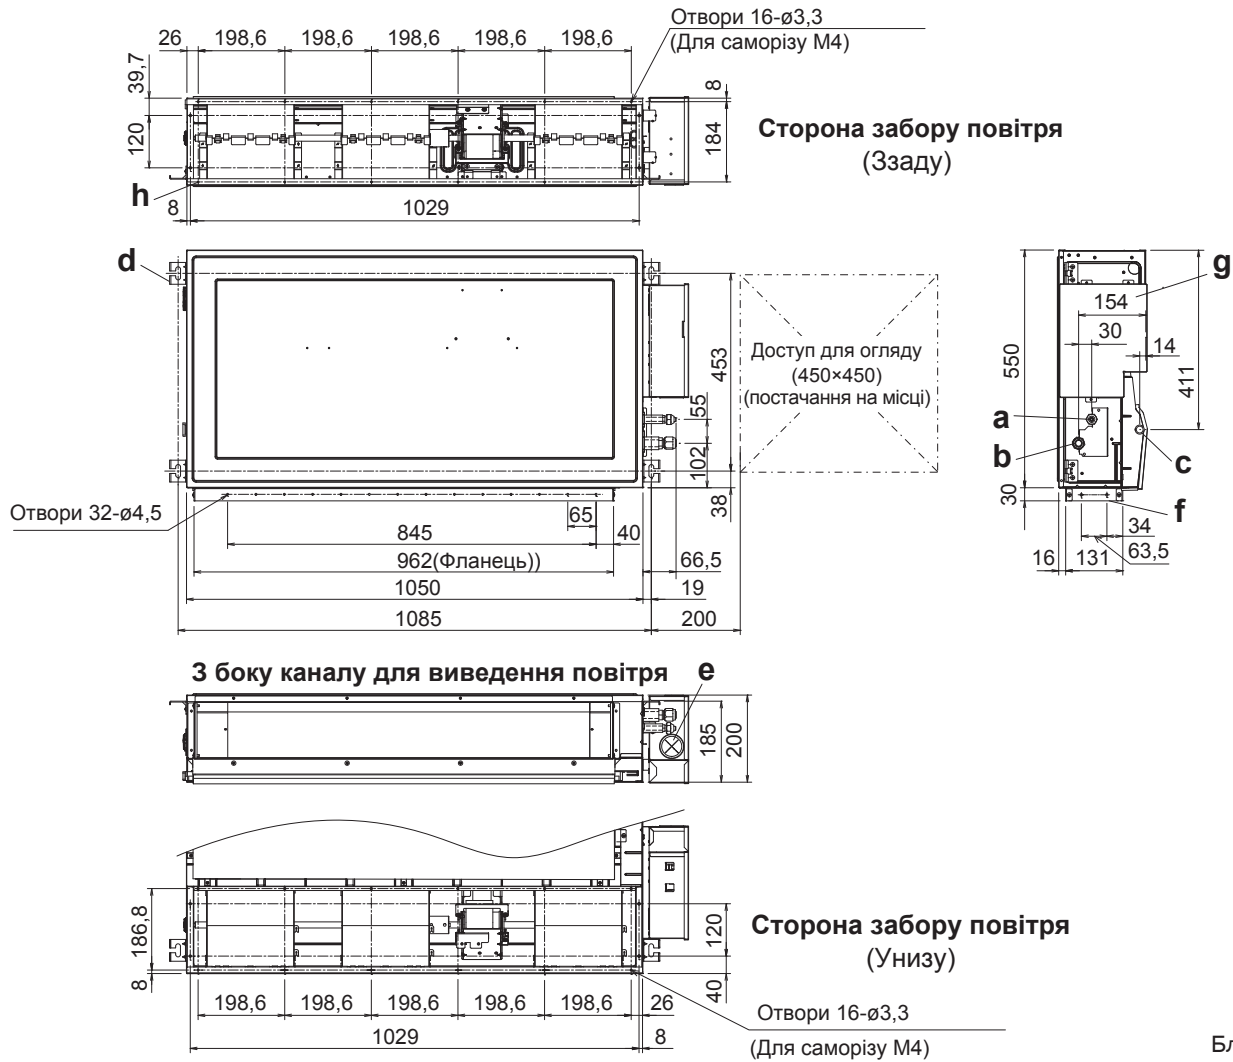 Отвори 16-ø3,3
(Для саморізу M4)
26 198,6 198,6 198,6 198,6 198,6
39,7
8
120
184
Сторона забору повітря
(Ззаду)
h
8 1029
d
g
154
30
14
550
411
453
Доступ для огляду
(450×450)
(постачання на місці)
55
a
b
c
102
38
30
f
Отвори 32-ø4,5
65
845 40
34
962(Фланець))
66,5
16 131 63,5
1050 19
1085 200
З боку каналу для виведення повітря e
185
200
186,8
120
Сторона забору повітря
(Унизу)
8
40
198,6 198,6 198,6 198,6 198,6 26
Отвори 16-ø3,3
1029 8
(Для саморізу M4)
Бл